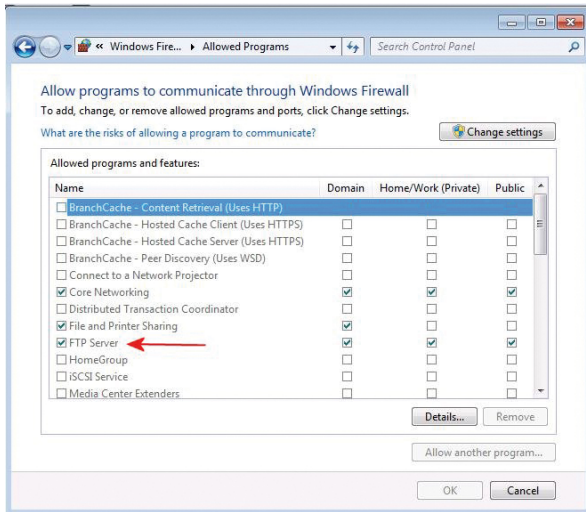 « Windows Fire... ▸ Allowed Programs
Search Control Panel
Allow programs to communicate through Windows Firewall
To add, change, or remove allowed programs and ports, click Change settings.
What are the risks of allowing a program to communicate?
Change settings
Allowed programs and features:
Name Domain Home/Work (Private) Public
BranchCache - Content Retrieval (Uses HTTP)
BranchCache - Hosted Cache Client (Uses HTTPS)
BranchCache - Hosted Cache Server (Uses HTTPS)
BranchCache - Peer Discovery (Uses WSD)
Connect to a Network Projector
Core Networking
Distributed Transaction Coordinator
File and Printer Sharing
FTP Server
HomeGroup
iSCSI Service
Media Center Extenders
Details... Remove
Allow another program...
OK Cancel